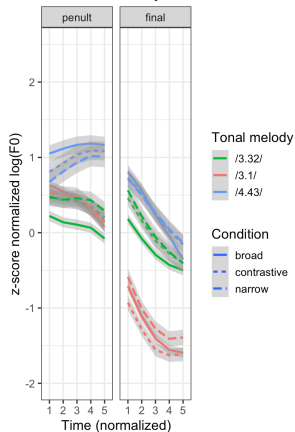 penult final
z-score normalized log(F0)
2
1
0
-1
-2
1 2 3 4 5 1 2 3 4 5
Time (normalized)
Tonal melody
/3.32/
/3.1/
/4.43/
Condition
broad
contrastive
narrow